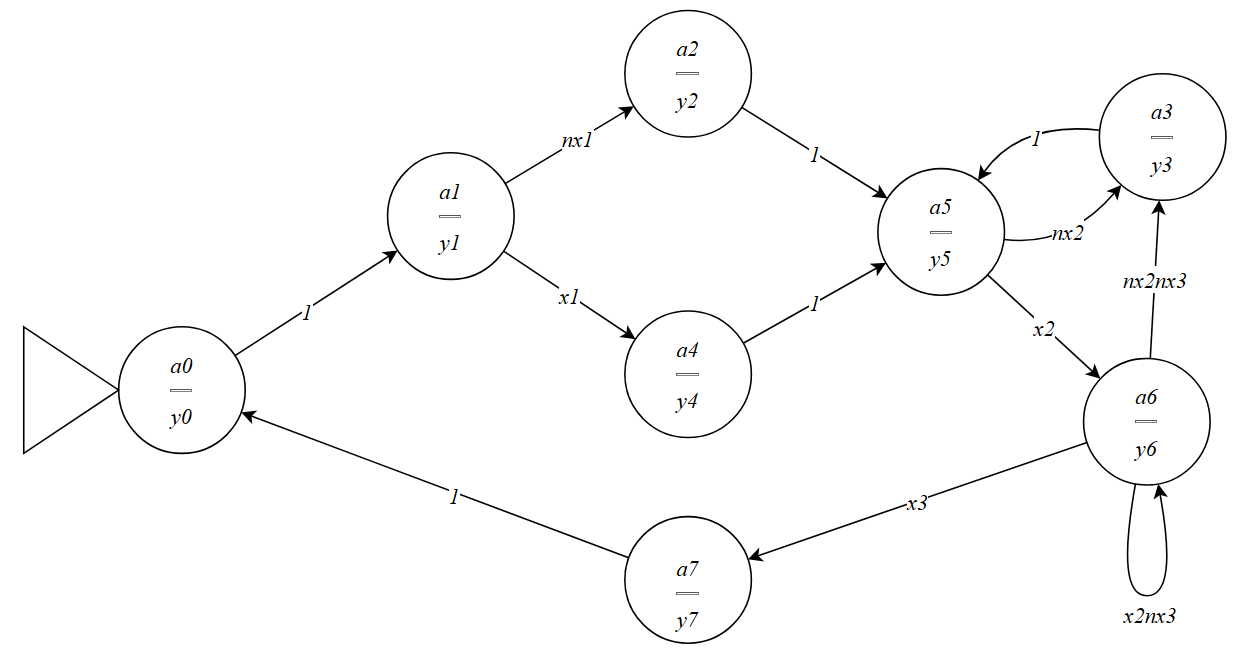 a2
y2
a3
y3
nx1
1
1
a1
y1
a5
y5
nx2
nx2nx3
x1
1
1
x2
a0
y0
a4
y4
a6
y6
1
x3
a7
y7
x2nx3